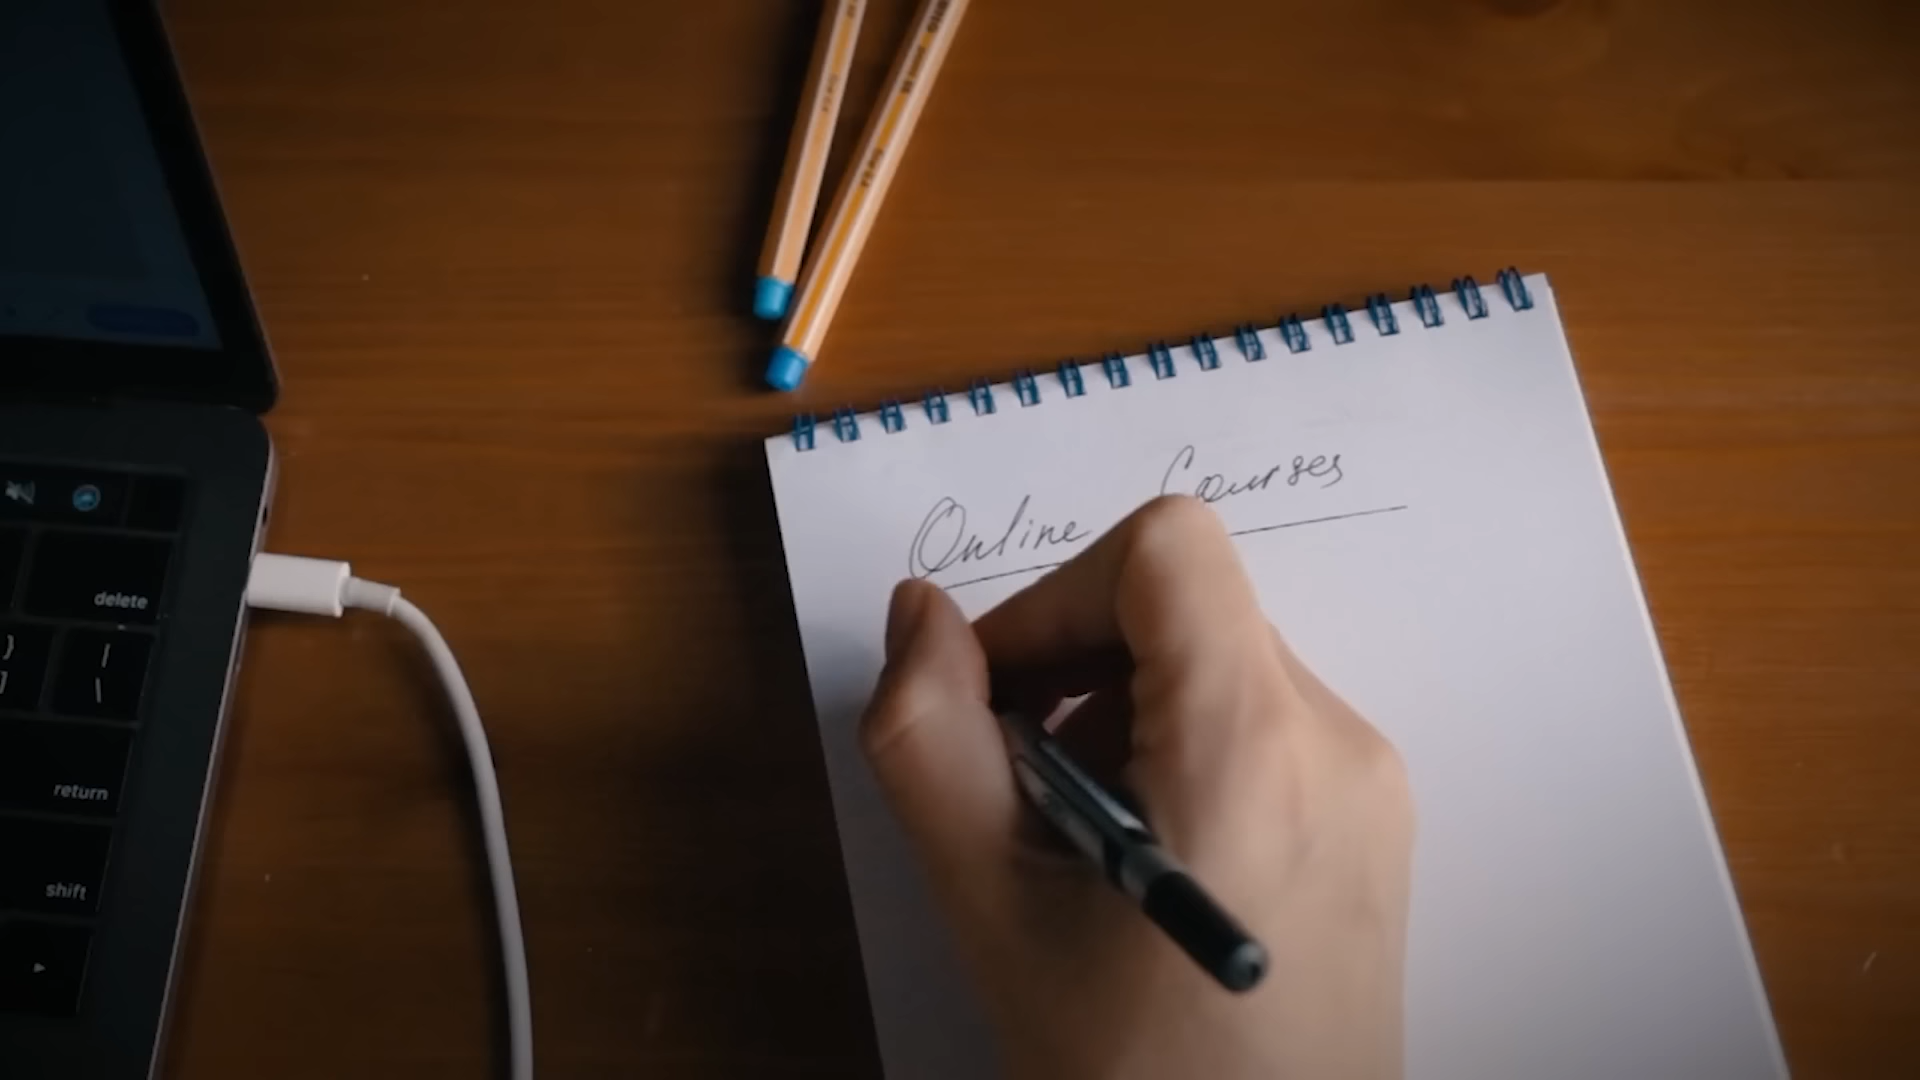 Online Courses
delete
}
]
|
\
return
shift